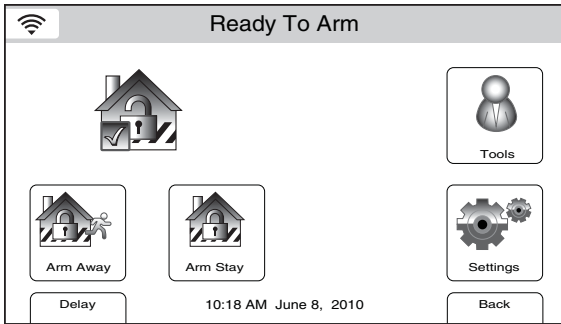 Ready To Arm
Tools
Arm Away
Arm Stay
Settings
Delay
10:18 AM June 8, 2010
Back